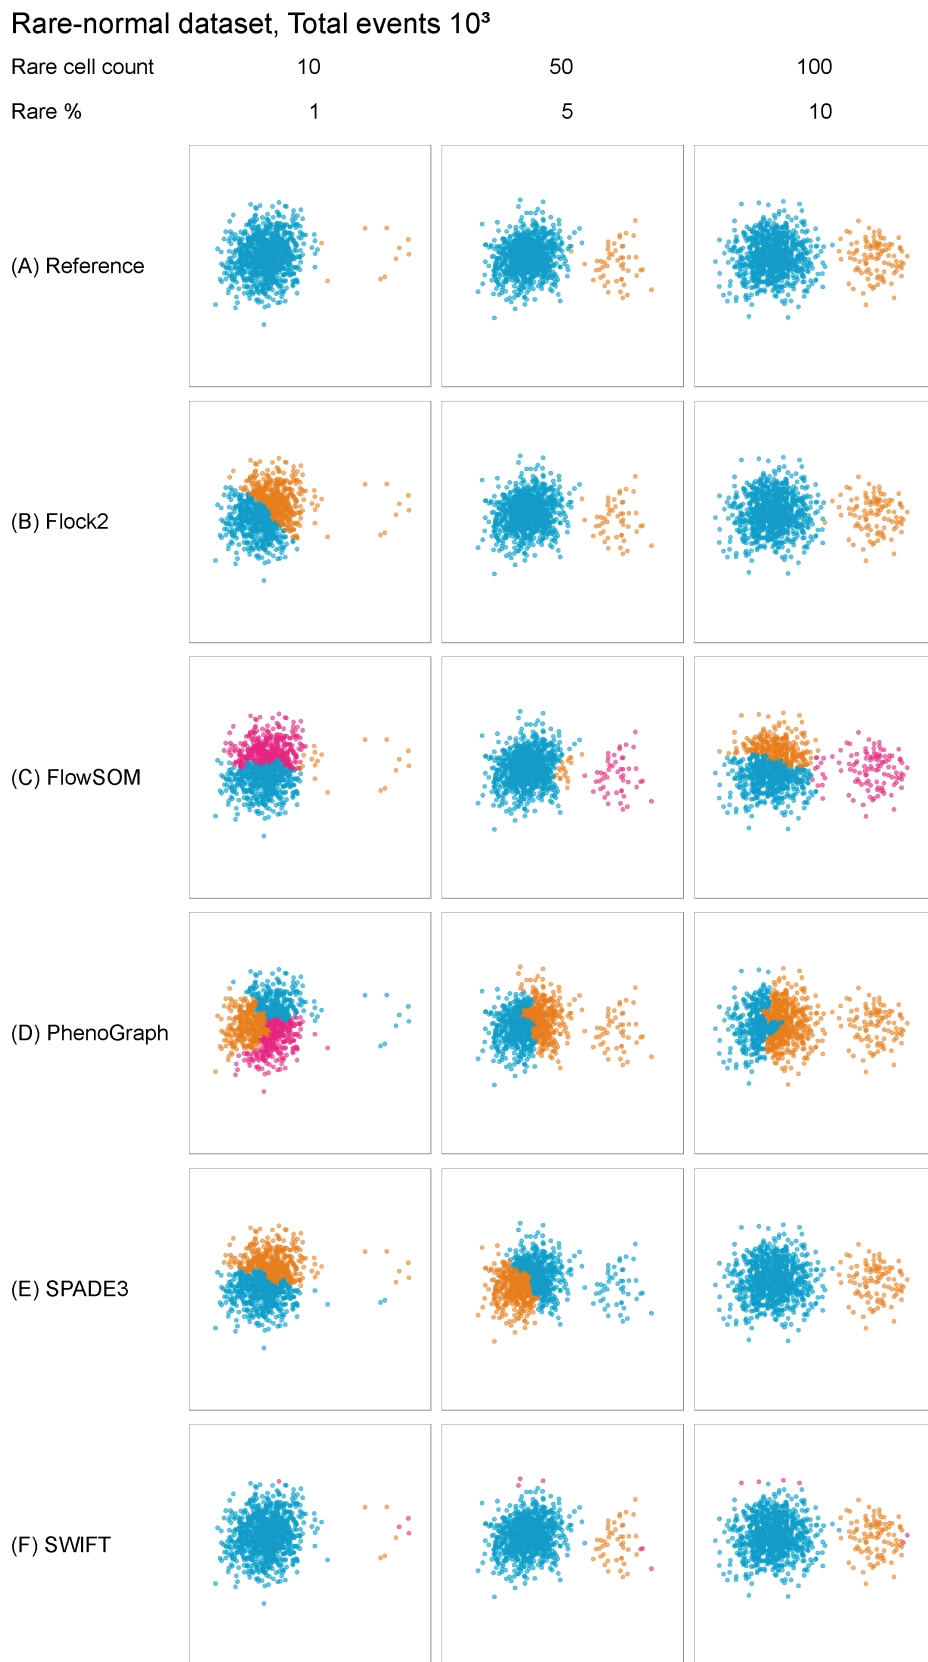 Rare-normal dataset, Total events 10³
Rare cell count 10 50 100
Rare % 1 5 10
(A) Reference
(B) Flock2
(C) FlowSOM
(D) PhenoGraph
(E) SPADE3
(F) SWIFT